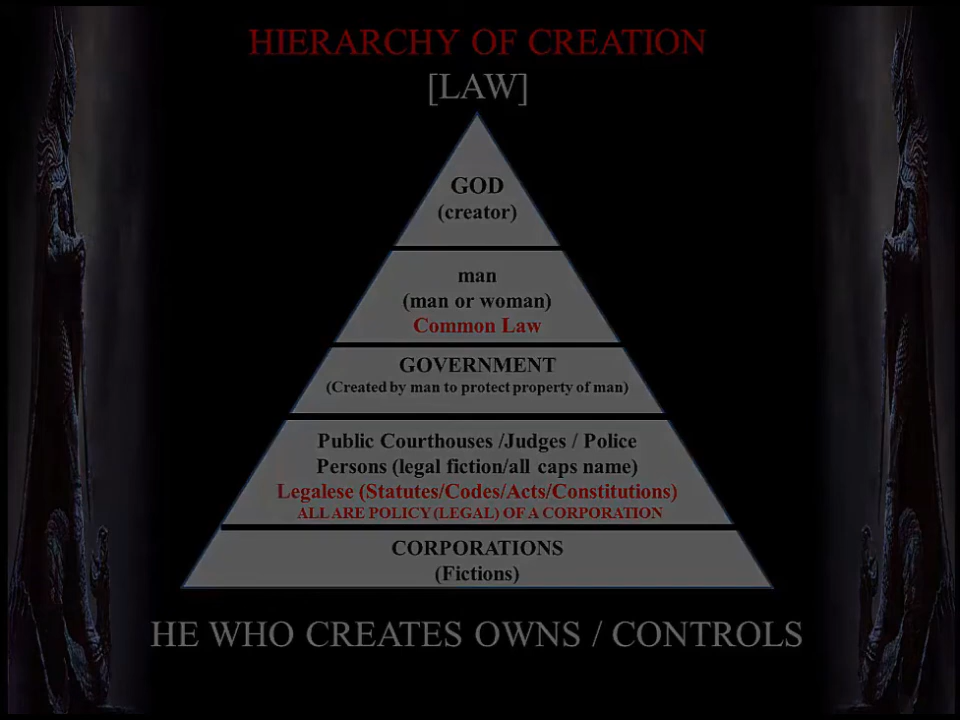 HIERARCHY OF CREATION
[LAW]
GOD
(creator)
man
(man or woman)
Common Law
GOVERNMENT
(Created by man to protect property of man)
Public Courthouses /Judges / Police
Persons (legal fiction/all caps name)
Legalese (Statutes/Codes/Acts/Constitutions)
ALL ARE POLICY (LEGAL) OF A CORPORATION
CORPORATIONS
(Fictions)
HE WHO CREATES OWNS / CONTROLS